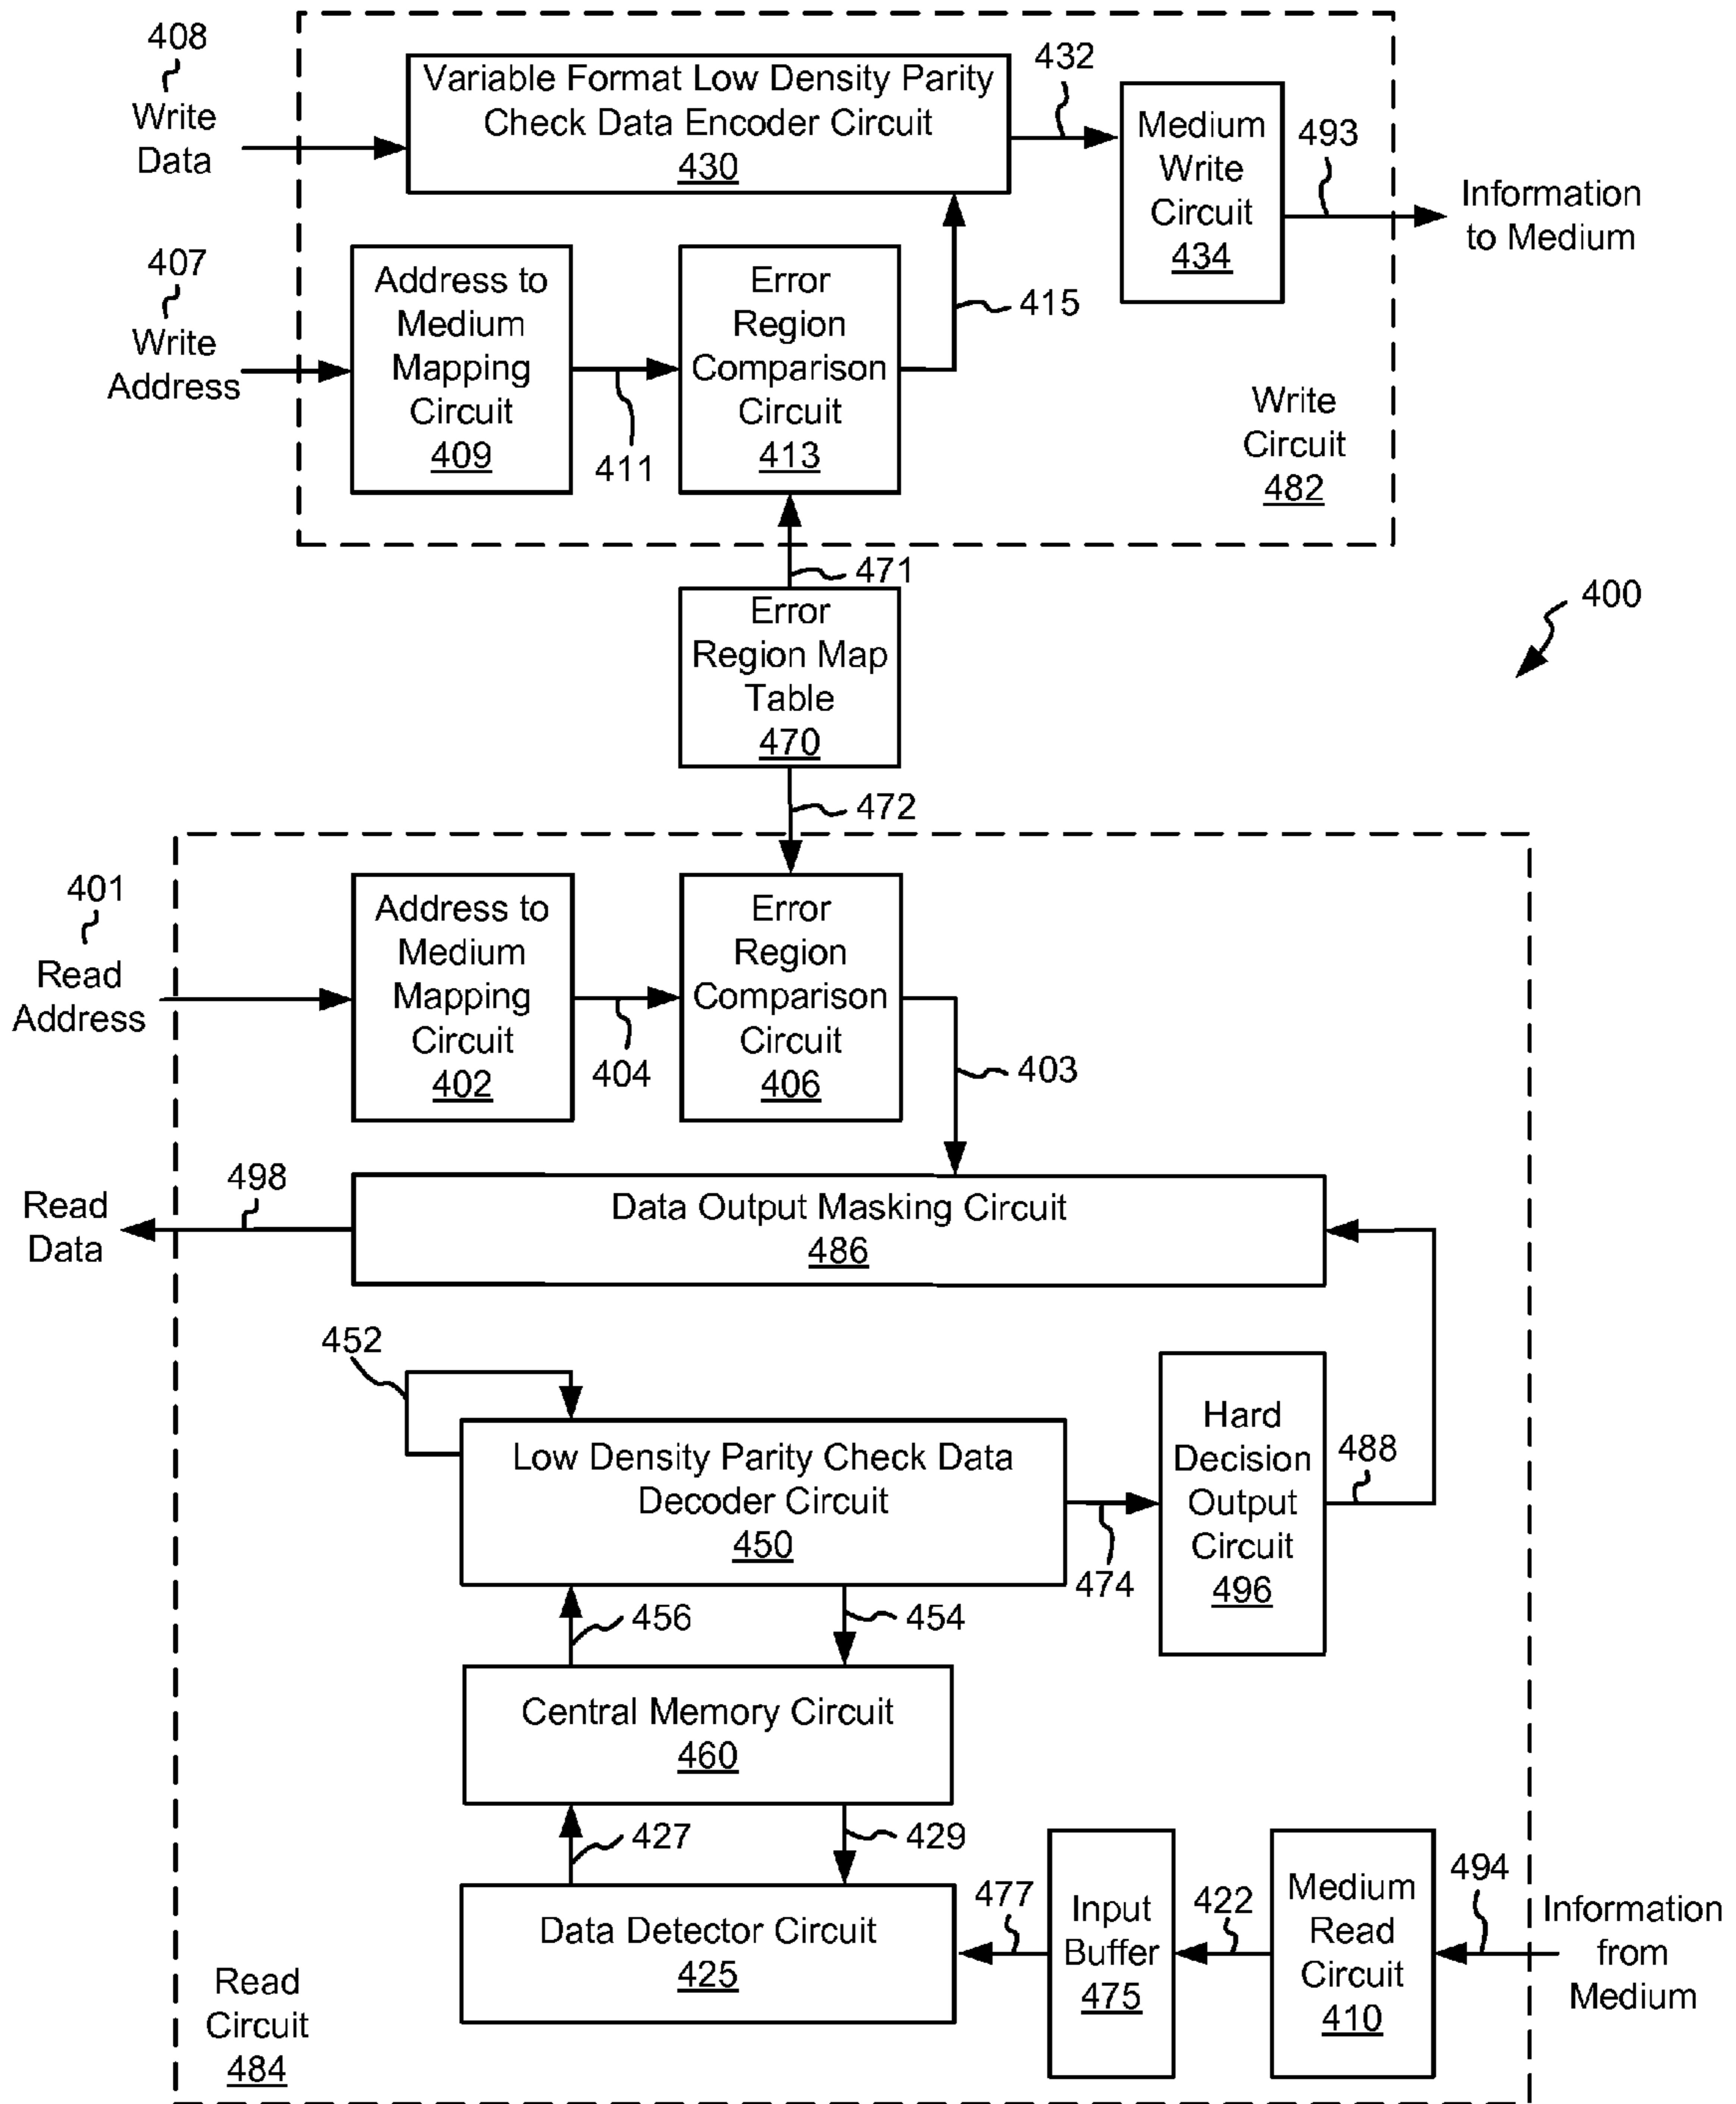 408
Write
Data
Variable Format Low Density Parity
Check Data Encoder Circuit
430
432
Medium
Write
Circuit
434
493
Information
to Medium
407
Write
Address
Address to
Medium
Mapping
Circuit
409
411
Error
Region
Comparison
Circuit
413
415
Write
Circuit
482
471
Error
Region Map
Table
470
472
400
401
Read
Address
Address to
Medium
Mapping
Circuit
402
404
Error
Region
Comparison
Circuit
406
403
Read
Data
498
Data Output Masking Circuit
486
452
Low Density Parity Check Data
Decoder Circuit
450
474
Hard
Decision
Output
Circuit
496
488
456
454
Central Memory Circuit
460
427
429
Data Detector Circuit
425
477
Input
Buffer
475
422
Medium
Read
Circuit
410
494
Information
from
Medium
Read
Circuit
484